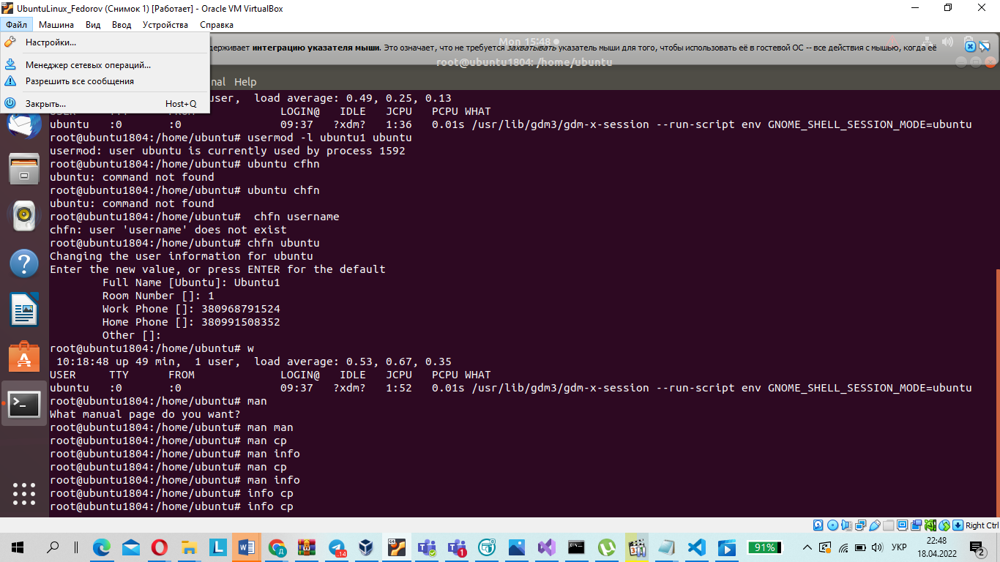 UbuntuLinux_Fedorov (Снимок 1) [Работает] - Oracle VM VirtualBox
Файл Машина Вид Ввод Устройства Справка
Настройки...
Менеджер сетевых операций...
Разрешить все сообщения
Закрыть... Host+Q
держивает интеграцию указателя мыши. Это означает, что не требуется захватывать указатель мыши для того, чтобы использовать её в гостевой ОС -- все действия с мышью, когда её
Mon 15:48
root@ubuntu1804: /home/ubuntu
nal Help
user,  load average: 0.49, 0.25, 0.13
USER     TTY      FROM             LOGIN@   IDLE   JCPU   PCPU WHAT
ubuntu   :0       :0               09:37   ?xdm?   1:36   0.01s /usr/lib/gdm3/gdm-x-session --run-script env GNOME_SHELL_SESSION_MODE=ubuntu
root@ubuntu1804:/home/ubuntu# usermod -l ubuntu1 ubuntu
usermod: user ubuntu is currently used by process 1592
root@ubuntu1804:/home/ubuntu# ubuntu cfhn
ubuntu: command not found
root@ubuntu1804:/home/ubuntu# ubuntu chfn
ubuntu: command not found
root@ubuntu1804:/home/ubuntu#  chfn username
chfn: user 'username' does not exist
root@ubuntu1804:/home/ubuntu# chfn ubuntu
Changing the user information for ubuntu
Enter the new value, or press ENTER for the default
Full Name [Ubuntu]: Ubuntu1
Room Number []: 1
Work Phone []: 380968791524
Home Phone []: 380991508352
Other []:
root@ubuntu1804:/home/ubuntu# w
10:18:48 up 49 min,  1 user,  load average: 0.53, 0.67, 0.35
USER     TTY      FROM             LOGIN@   IDLE   JCPU   PCPU WHAT
ubuntu   :0       :0               09:37   ?xdm?   1:52   0.01s /usr/lib/gdm3/gdm-x-session --run-script env GNOME_SHELL_SESSION_MODE=ubuntu
root@ubuntu1804:/home/ubuntu# man
What manual page do you want?
root@ubuntu1804:/home/ubuntu# man man
root@ubuntu1804:/home/ubuntu# man cp
root@ubuntu1804:/home/ubuntu# man info
root@ubuntu1804:/home/ubuntu# man cp
root@ubuntu1804:/home/ubuntu# man info
root@ubuntu1804:/home/ubuntu# info cp
root@ubuntu1804:/home/ubuntu# info cp
Right Ctrl
91%
УКР
22:48
18.04.2022
2